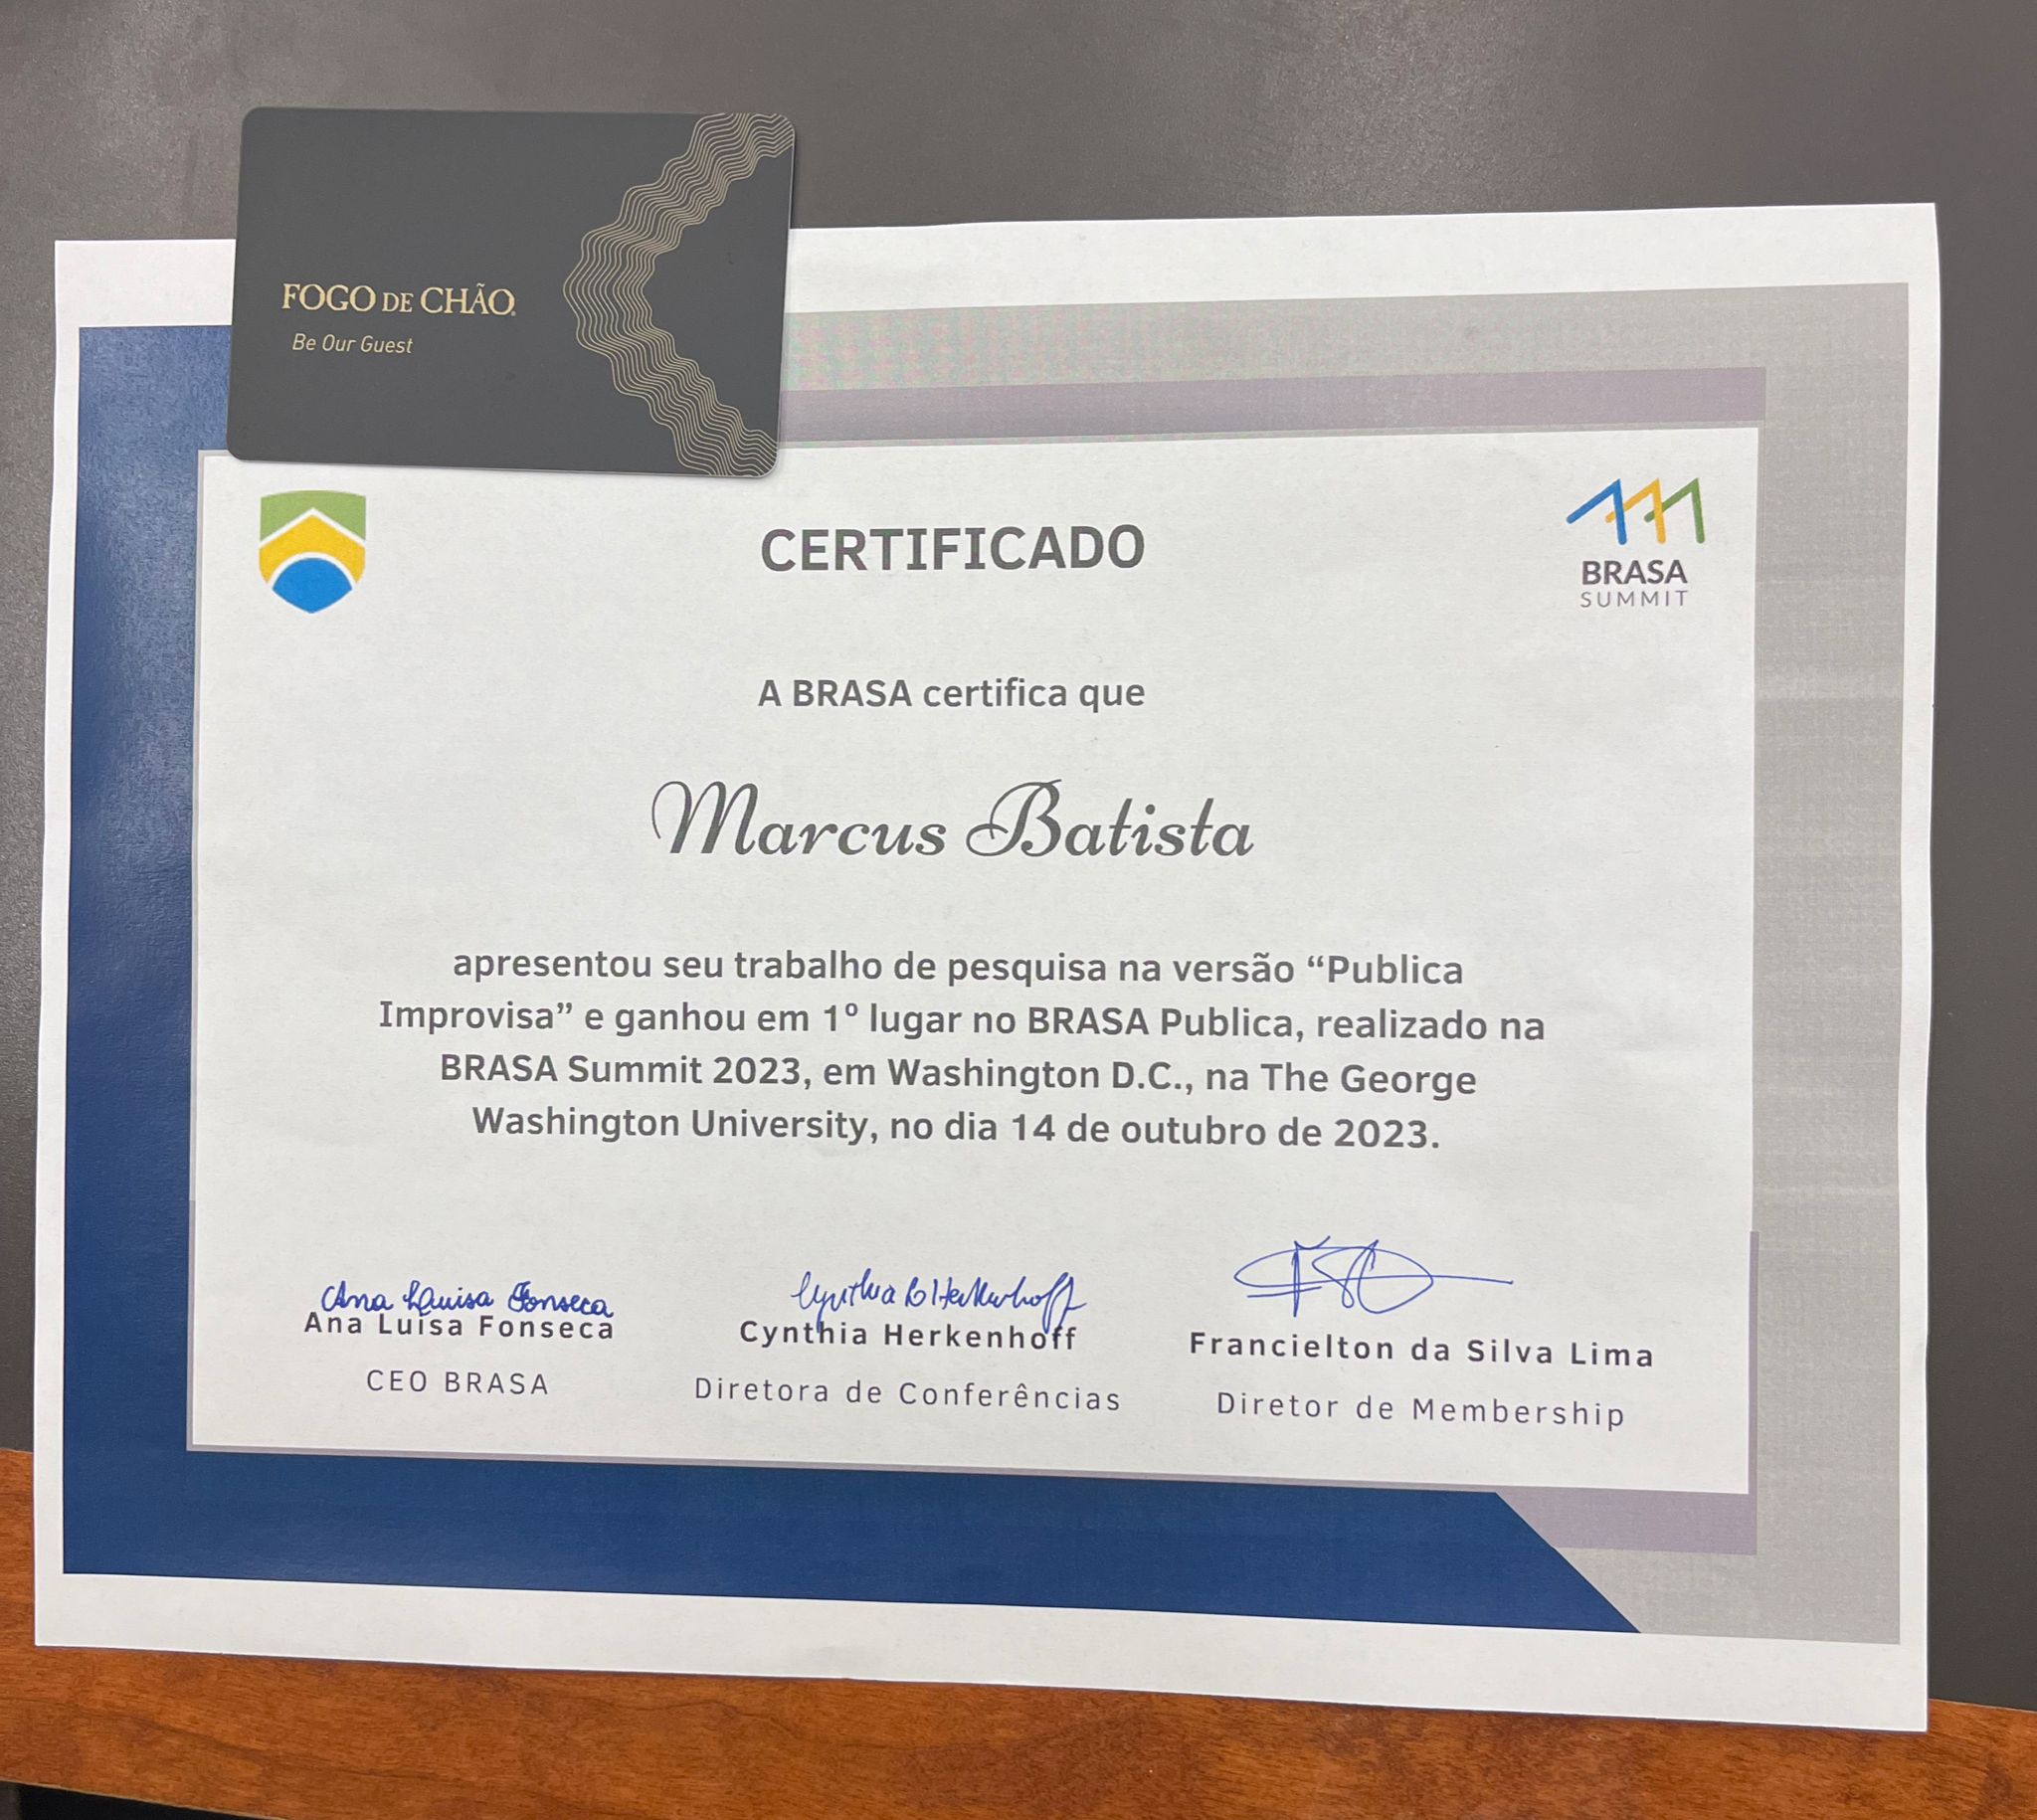 FOGO DE CHÃO
Be Our Guest
CERTIFICADO
BRASA
SUMMIT
A BRASA certifica que
Marcus Batista
apresentou seu trabalho de pesquisa na versão “Publica
Improvisa” e ganhou em 1º lugar no BRASA Publica, realizado na
BRASA Summit 2023, em Washington D.C., na The George
Washington University, no dia 14 de outubro de 2023.
Ana Luisa Fonseca
Ana Luísa Fonseca
CEO BRASA
Cynthia Herkenhoff
Diretora de Conferências
Francielton da Silva Lima
Diretor de Membership